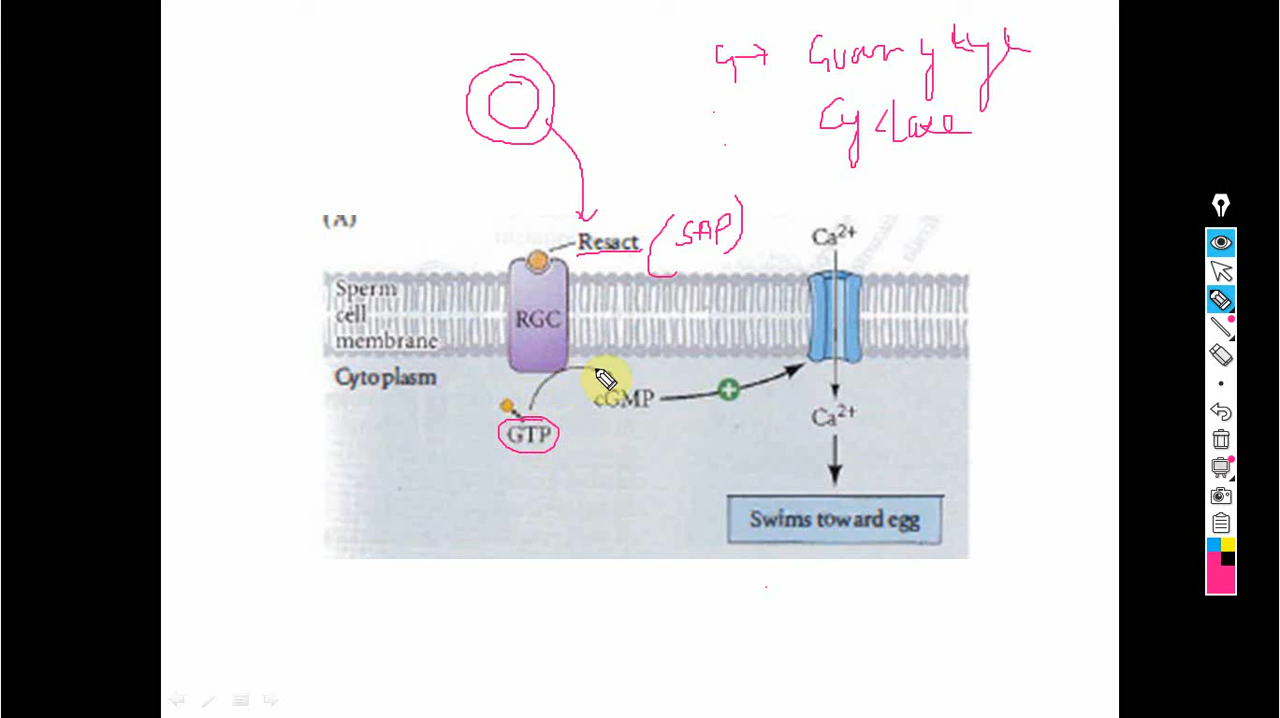 G→ Guanylyl
Cyclase
(A)
Resact (SAP)
Ca2+
Sperm
cell
membrane
RGC
Cytoplasm
cGMP
+
GTP
Ca2+
Swims toward egg